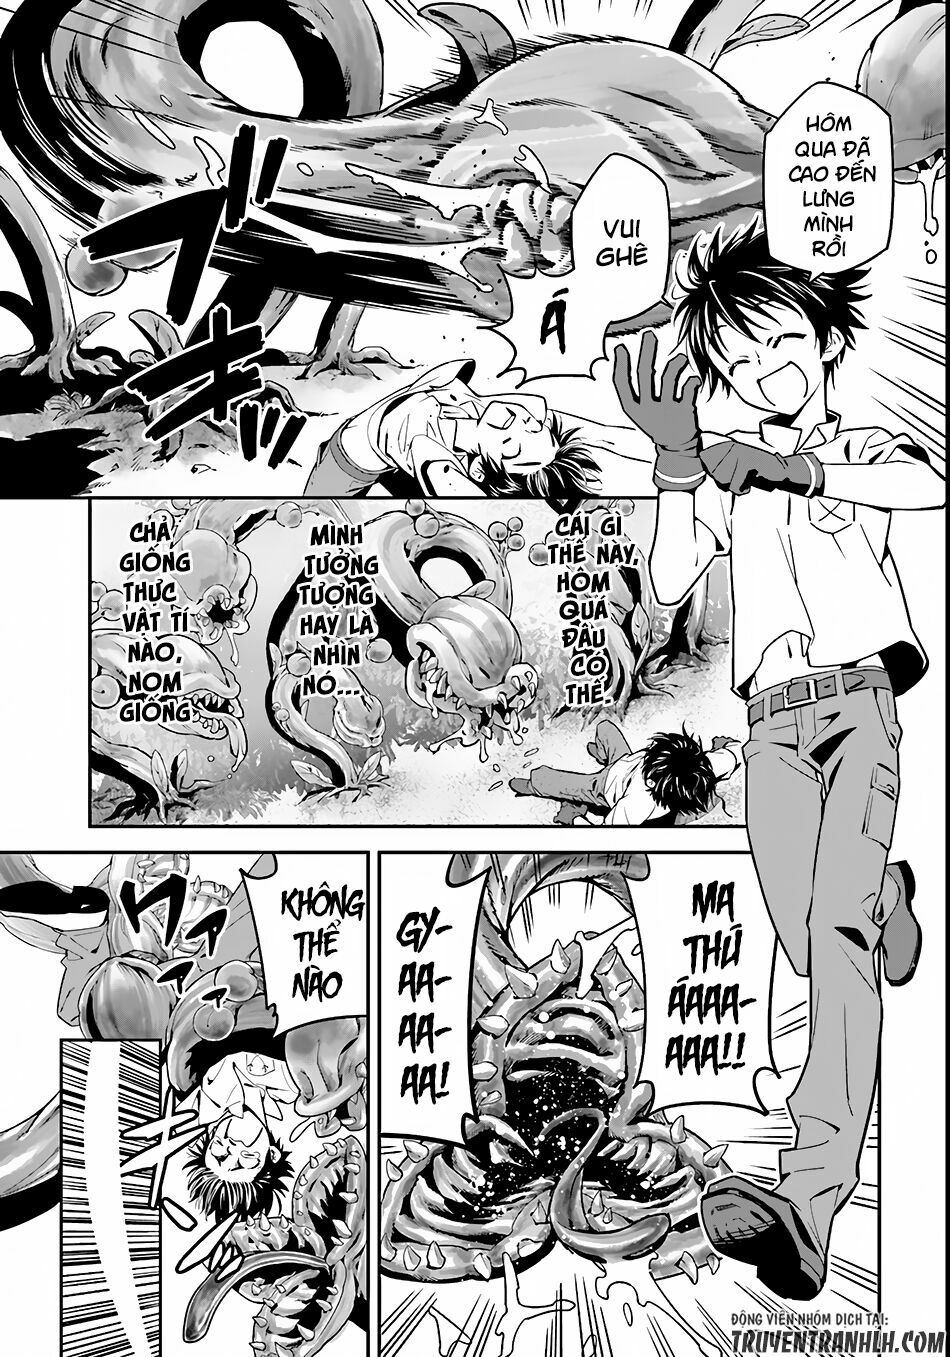 HÔM
QUA ĐÃ
CAO ĐẾN
LƯNG
MÌNH
RỒI
VUI
GHÊ
Á
CÁI GÌ
THẾ NÀY,
HÔM
QUA
ĐÂU
CÓ
THẾ.
MÌNH
TƯỞNG
TƯỢNG
HAY LÀ
NHÌN
NÓ...
CHẢ
GIỐNG
THỰC
VẬT TÍ
NÀO,
NOM
GIỐNG
MA
THÚ
ÁAAA-
AAA!!
GY-
AA-
AA-
AA!
KHÔNG
THỂ
NÀO
ĐỘNG VIÊN NHÓM DỊCH TẠI:
TRUYENTRANHLH.COM